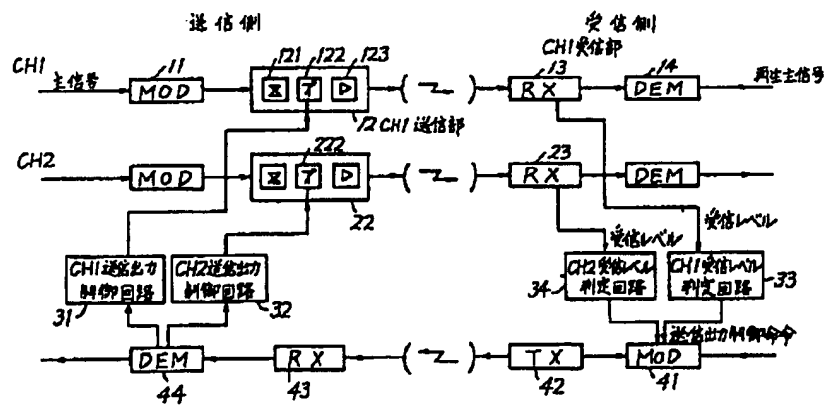 送信側
受信側
CH1受信部
CH1
主信号
11
MOD
121
122
123
T
12 CH1送信部
13
RX
14
DEM
再生主信号
CH2
MOD
222
T
22
23
RX
DEM
受信レベル
受信レベル
CH1送信出力
制御回路
31
CH2送信出力
制御回路
32
CH2受信レベル
判定回路
34
CH1受信レベル
判定回路
33
送信出力制御命令
DEM
44
RX
43
TX
42
MOD
41